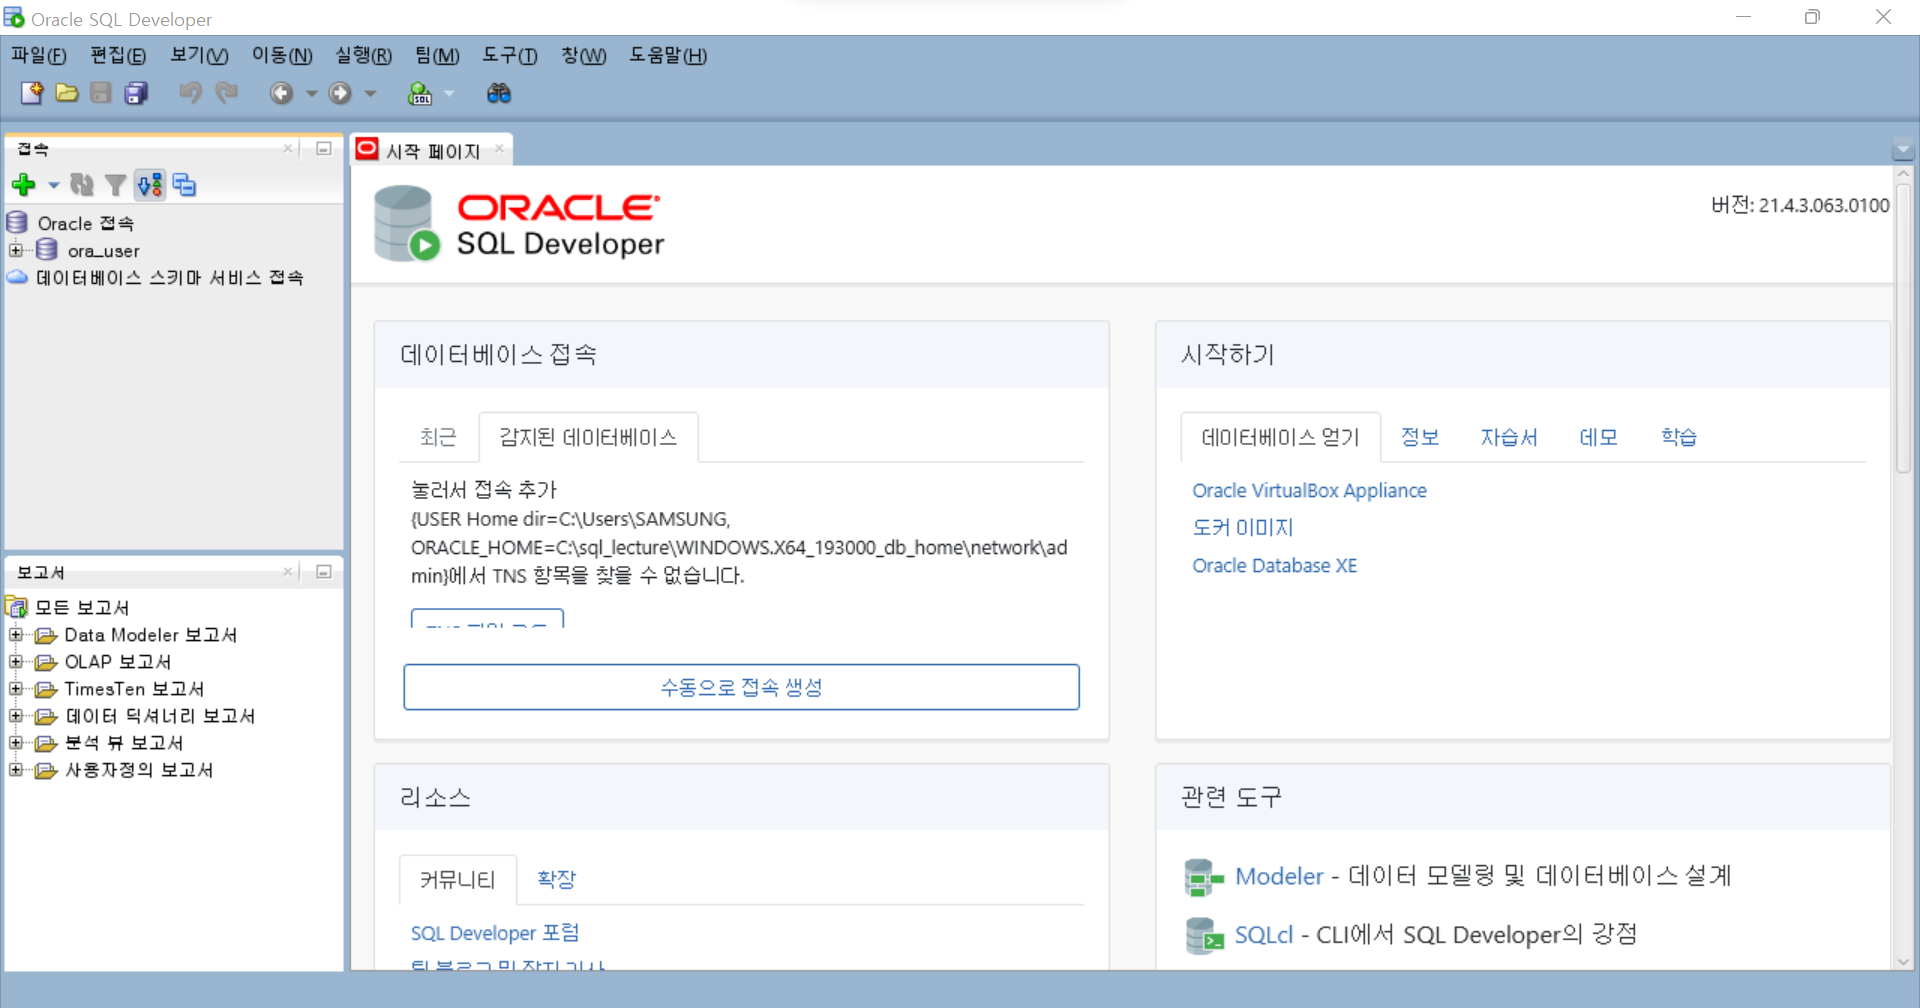 Oracle SQL Developer
파일(F) 편집(E) 보기(V) 이동(N) 실행(R) 팀(M) 도구(T) 창(W) 도움말(H)
SQL
접속
Oracle 접속
ora_user
데이터베이스 스키마 서비스 접속
보고서
모든 보고서
Data Modeler 보고서
OLAP 보고서
TimesTen 보고서
데이터 딕셔너리 보고서
분석 뷰 보고서
사용자정의 보고서
시작 페이지
ORACLE
SQL Developer
버전: 21.4.3.063.0100
데이터베이스 접속
최근 감지된 데이터베이스
눌러서 접속 추가
{USER Home dir=C:\Users\SAMSUNG,
ORACLE_HOME=C:\sql_lecture\WINDOWS.X64_193000_db_home\network\ad
min}에서 TNS 항목을 찾을 수 없습니다.
수동으로 접속 생성
시작하기
데이터베이스 얻기 정보 자습서 데모 학습
Oracle VirtualBox Appliance
도커 이미지
Oracle Database XE
리소스
커뮤니티 확장
SQL Developer 포럼
관련 도구
Modeler - 데이터 모델링 및 데이터베이스 설계
SQLcl - CLI에서 SQL Developer의 강점